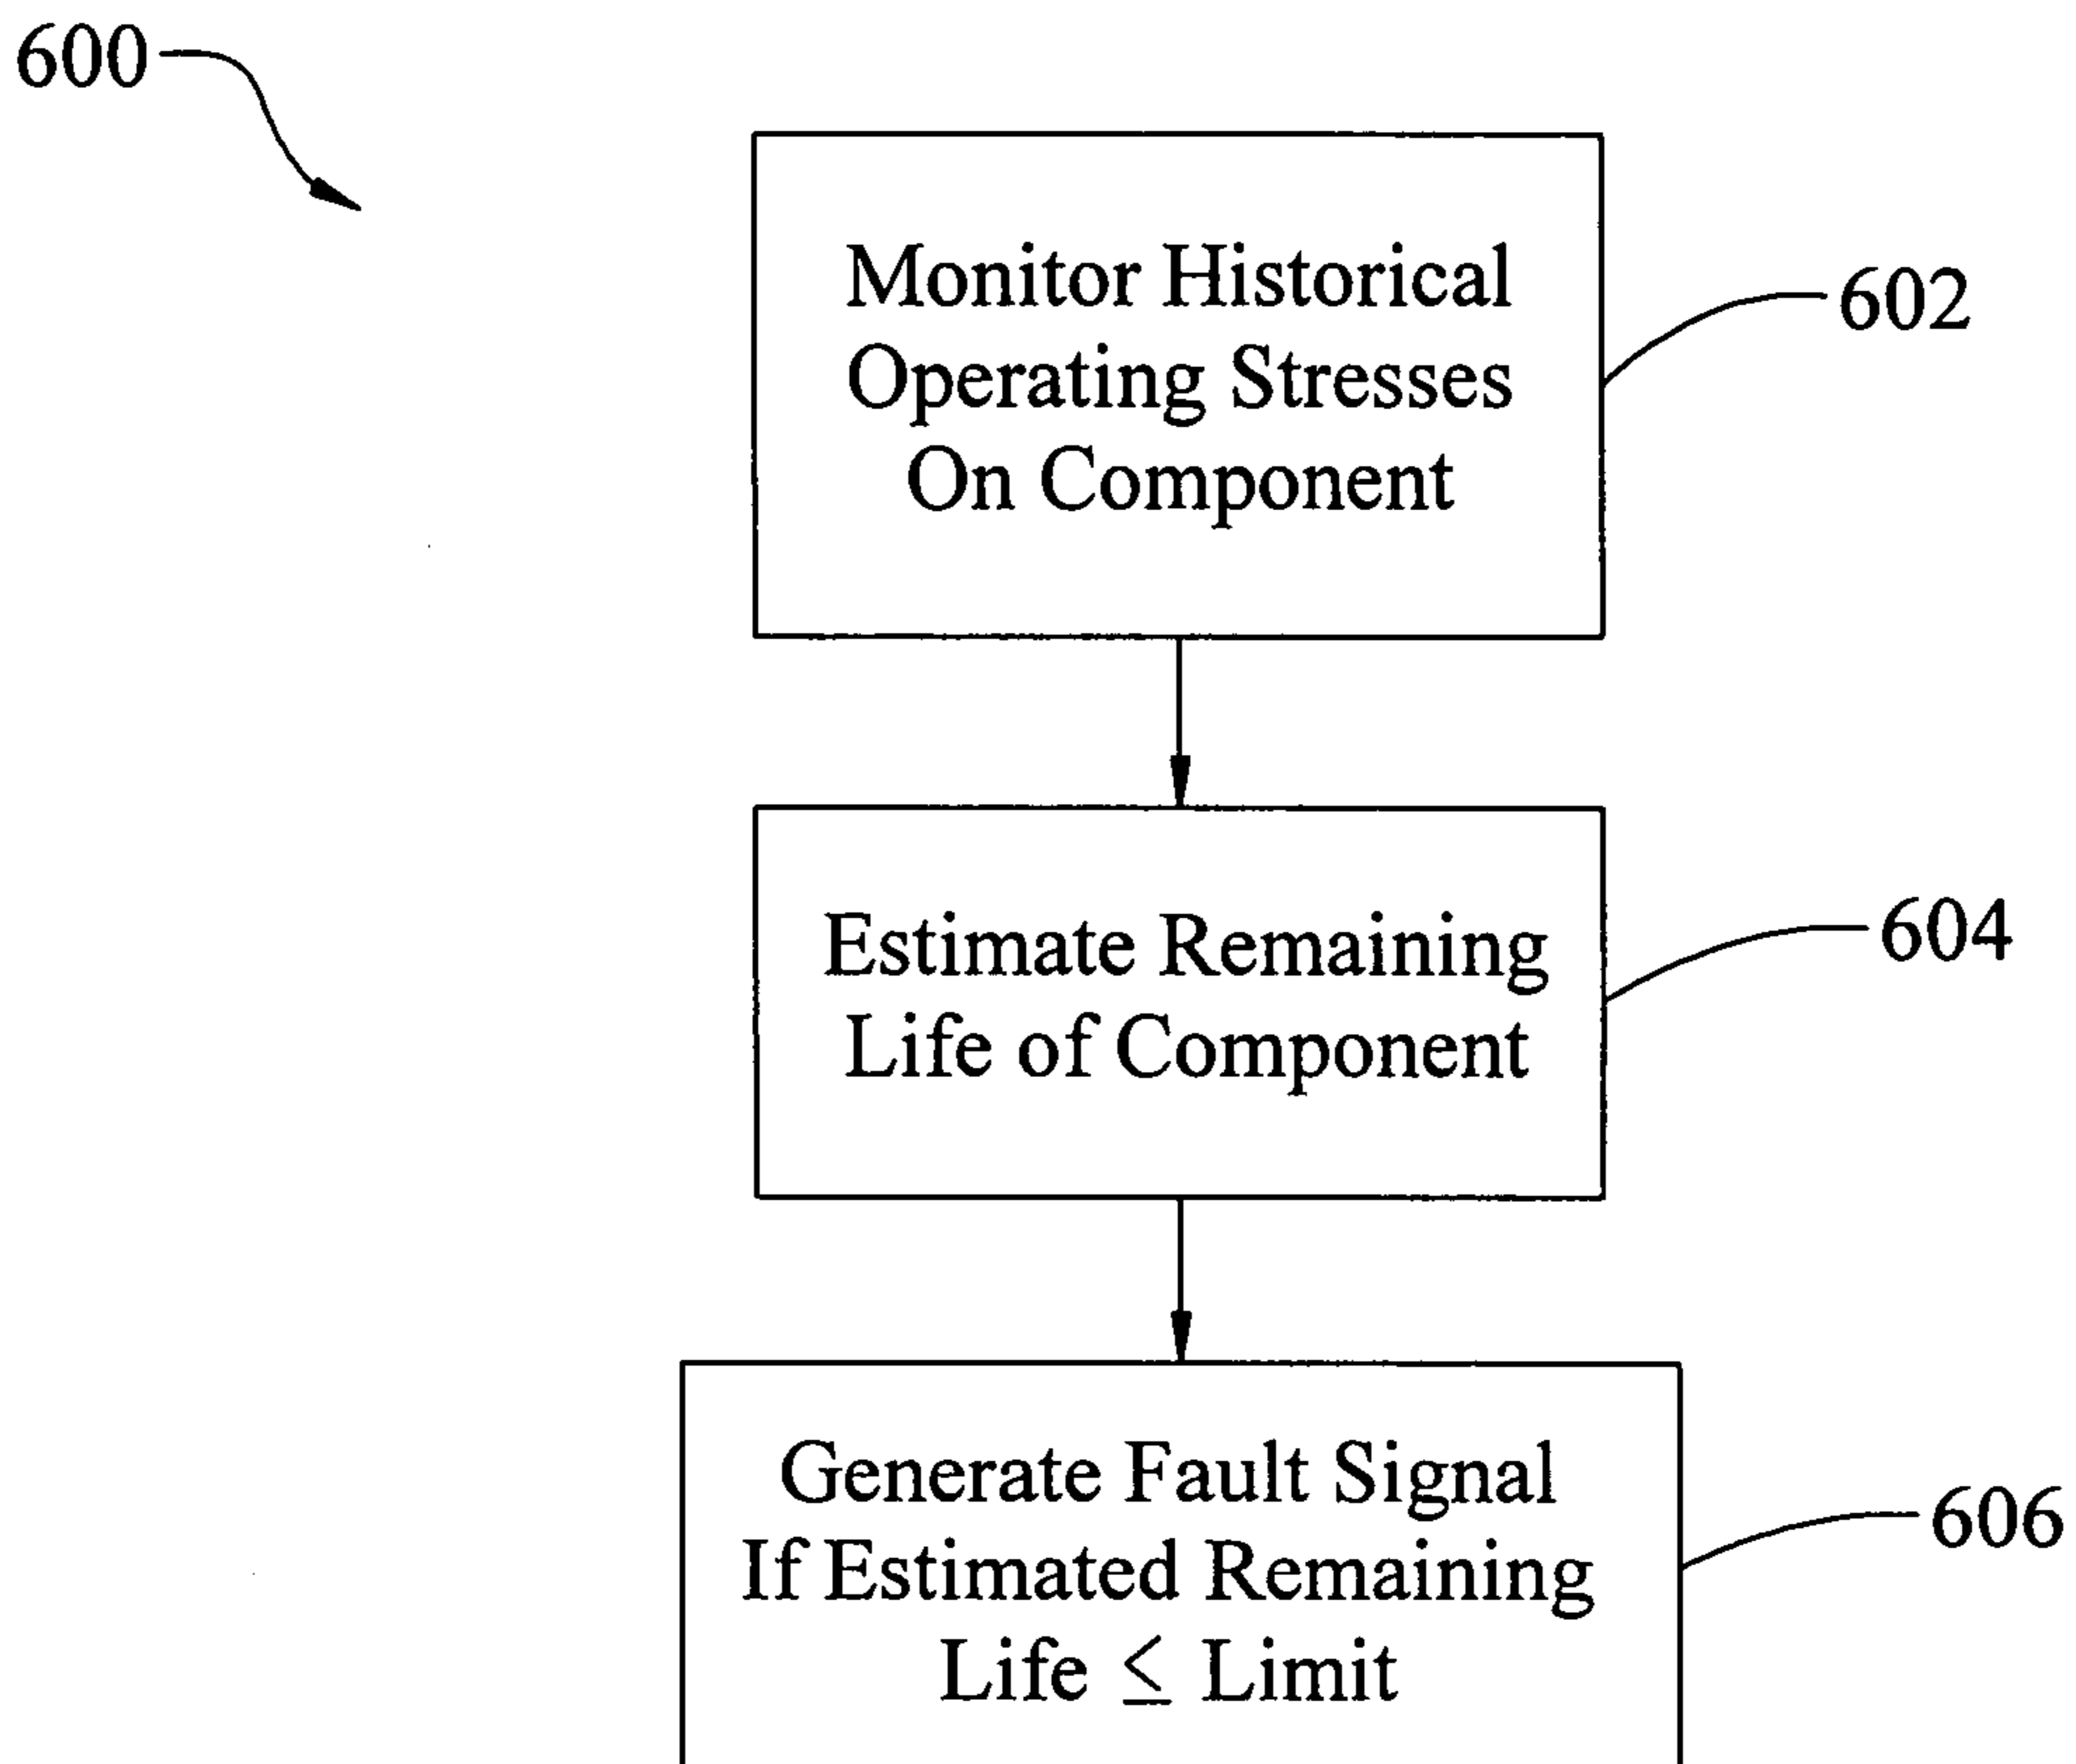 600
Monitor Historical
Operating Stresses
On Component
602
Estimate Remaining
Life of Component
604
Generate Fault Signal
If Estimated Remaining
Life ≤ Limit
606